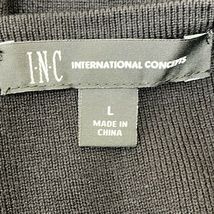 I·N·C INTERNATIONAL CONCEPTS
L
MADE IN
CHINA